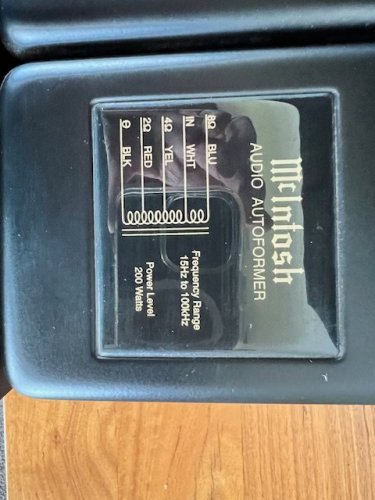 McIntosh
AUDIO AUTOFORMER
8Ω BLU
IN WHT
4Ω YEL
2Ω RED
⊖ BLK
Frequency Range
15Hz to 100kHz
Power Level
200 Watts